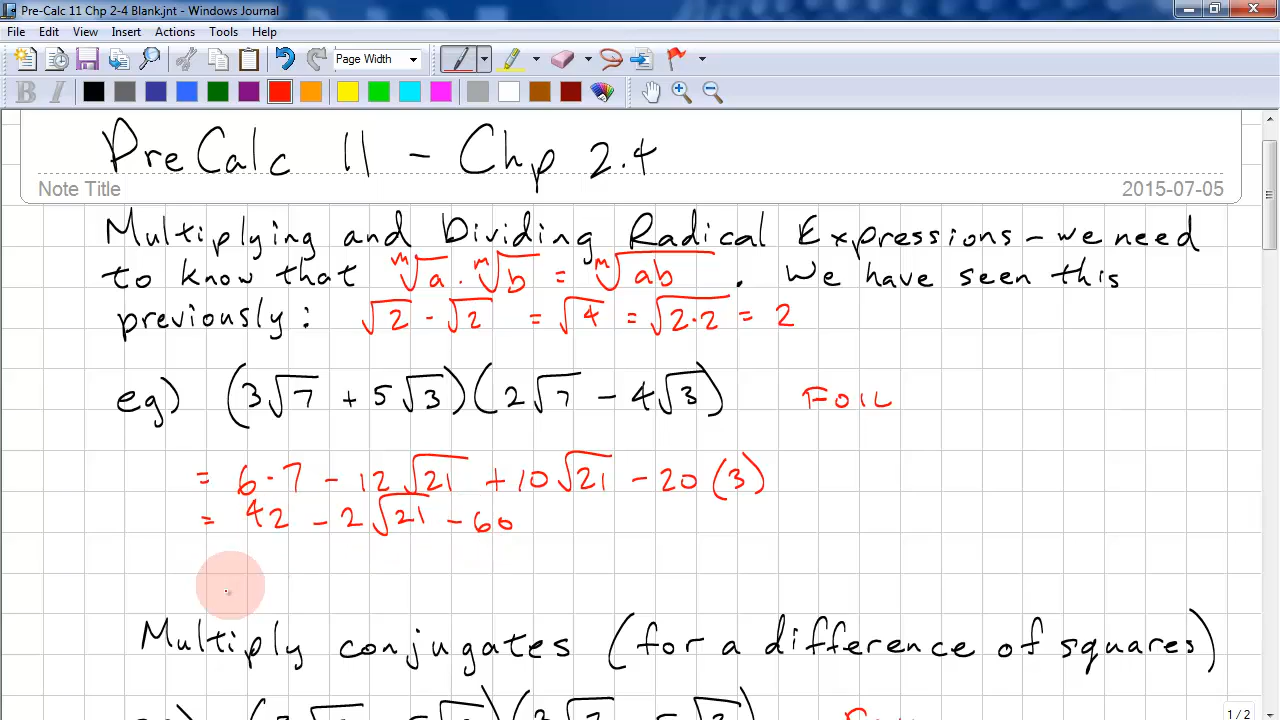 Pre-Calc 11 Chp 2-4 Blank.jnt - Windows Journal
File Edit View Insert Actions Tools Help
Page Width
B I
PreCalc 11 - Chp 2.4
Note Title
2015-07-05
Multiplying and Dividing Radical Expressions - we need
to know that ᵐ√a · ᵐ√b = ᵐ√ab . We have seen this
previously: √2 · √2 = √4 = √2·2 = 2
eg) (3√7 + 5√3)(2√7 - 4√3) FOIL
= 6·7 - 12√21 + 10√21 - 20(3)
= 42 - 2√21 - 60
Multiply conjugates (for a difference of squares)
1/2